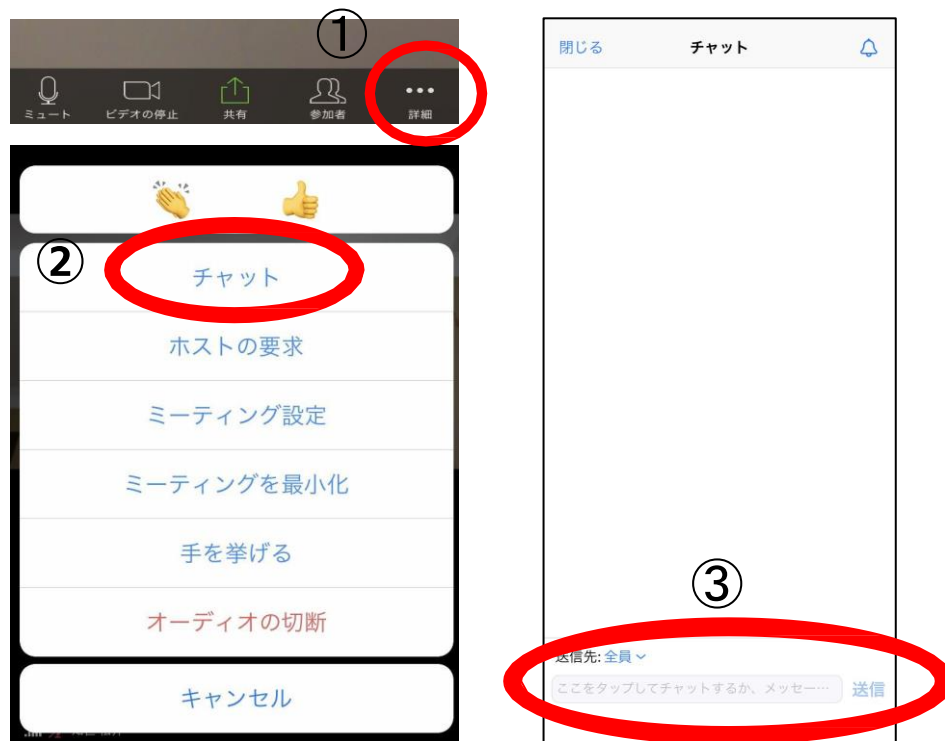 ①
ミュート
ビデオの停止
共有
参加者
詳細
②
チャット
ホストの要求
ミーティング設定
ミーティングを最小化
手を挙げる
オーディオの切断
キャンセル
閉じる
チャット
③
送信先: 全員
ここをタップしてチャットするか、メッセー…
送信